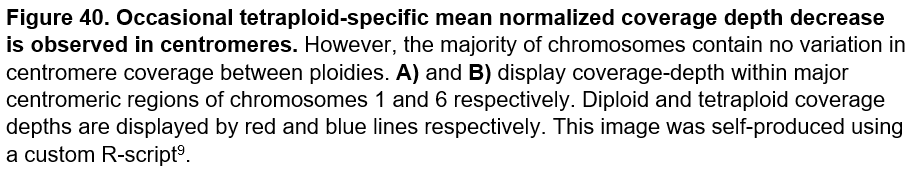 Figure 40. Occasional tetraploid-specific mean normalized coverage depth decrease
is observed in centromeres. However, the majority of chromosomes contain no variation in
centromere coverage between ploidies. A) and B) display coverage-depth within major
centromeric regions of chromosomes 1 and 6 respectively. Diploid and tetraploid coverage
depths are displayed by red and blue lines respectively. This image was self-produced using
a custom R-script⁹.